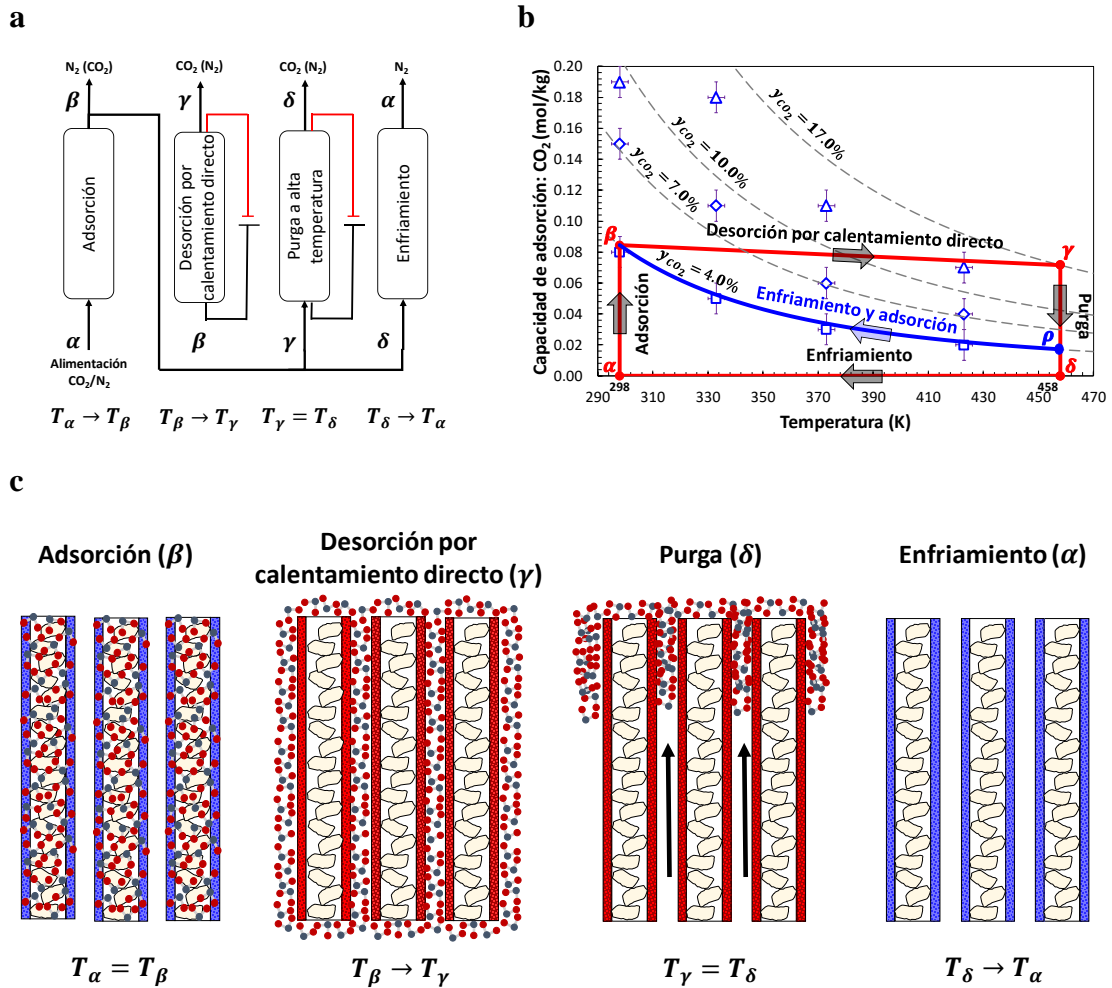 a
N₂ (CO₂)
CO₂ (N₂)
CO₂ (N₂)
N₂
β
γ
δ
α
Adsorción
Desorción por
calentamiento directo
Purga a alta
temperatura
Enfriamiento
α
β
γ
δ
Alimentación
CO₂/N₂
T_α → T_β
T_β → T_γ
T_γ = T_δ
T_δ → T_α
b
Capacidad de adsorción: CO₂ (mol/kg)
0.20
0.18
0.16
0.14
0.12
0.10
0.08
0.06
0.04
0.02
0.00
y_CO₂ = 17.0%
y_CO₂ = 10.0%
y_CO₂ = 7.0%
y_CO₂ = 4.0%
β
Desorción por calentamiento directo
γ
Adsorción
Enfriamiento y adsorción
Purga
ρ
Enfriamiento
α
δ
298
458
290
310
330
350
370
390
410
430
450
470
Temperatura (K)
c
Adsorción (β)
Desorción por
calentamiento directo (γ)
Purga (δ)
Enfriamiento (α)
T_α = T_β
T_β → T_γ
T_γ = T_δ
T_δ → T_α